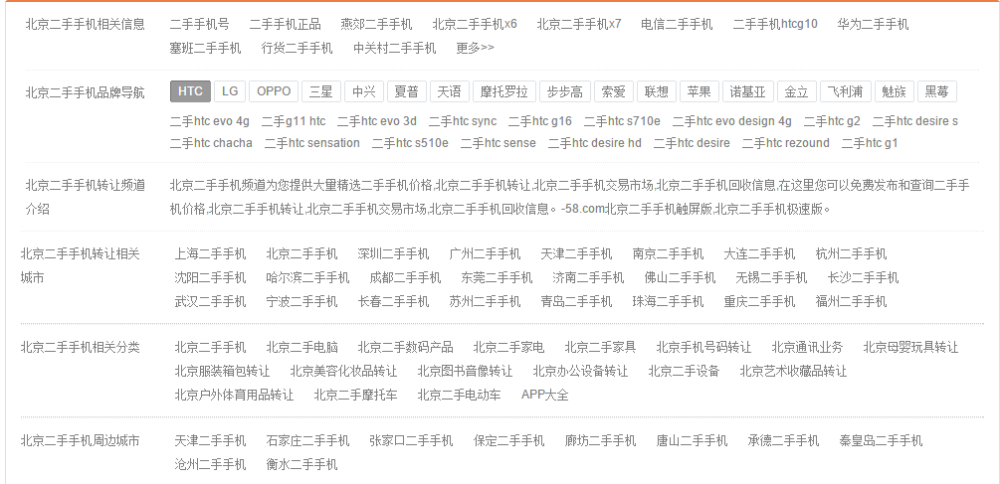 北京二手手机相关信息 二手手机号 二手手机正品 燕郊二手手机 北京二手手机x6 北京二手手机x7 电信二手手机 二手手机htcg10 华为二手手机
塞班二手手机 行货二手手机 中关村二手手机 更多>>
北京二手手机品牌导航 HTC LG OPPO 三星 中兴 夏普 天语 摩托罗拉 步步高 索爱 联想 苹果 诺基亚 金立 飞利浦 魅族 黑莓
二手htc evo 4g 二手g11 htc 二手htc evo 3d 二手htc sync 二手htc g16 二手htc s710e 二手htc evo design 4g 二手htc g2 二手htc desire s
二手htc chacha 二手htc sensation 二手htc s510e 二手htc sense 二手htc desire hd 二手htc desire 二手htc rezound 二手htc g1
北京二手手机转让频道 北京二手手机频道为您提供大量精选二手手机价格,北京二手手机转让,北京二手手机交易市场,北京二手手机回收信息,在这里您可以免费发布和查询二手手
介绍 机价格,北京二手手机转让,北京二手手机交易市场,北京二手手机回收信息。-58.com北京二手手机触屏版,北京二手手机极速版。
北京二手手机转让相关 上海二手手机 北京二手手机 深圳二手手机 广州二手手机 天津二手手机 南京二手手机 大连二手手机 杭州二手手机
城市 沈阳二手手机 哈尔滨二手手机 成都二手手机 东莞二手手机 济南二手手机 佛山二手手机 无锡二手手机 长沙二手手机
武汉二手手机 宁波二手手机 长春二手手机 苏州二手手机 青岛二手手机 珠海二手手机 重庆二手手机 福州二手手机
北京二手手机相关分类 北京二手手机 北京二手电脑 北京二手数码产品 北京二手家电 北京二手家具 北京手机号码转让 北京通讯业务 北京母婴玩具转让
北京服装箱包转让 北京美容化妆品转让 北京图书音像转让 北京办公设备转让 北京二手设备 北京艺术收藏品转让
北京户外体育用品转让 北京二手摩托车 北京二手电动车 APP大全
北京二手手机周边城市 天津二手手机 石家庄二手手机 张家口二手手机 保定二手手机 廊坊二手手机 唐山二手手机 承德二手手机 秦皇岛二手手机
沧州二手手机 衡水二手手机